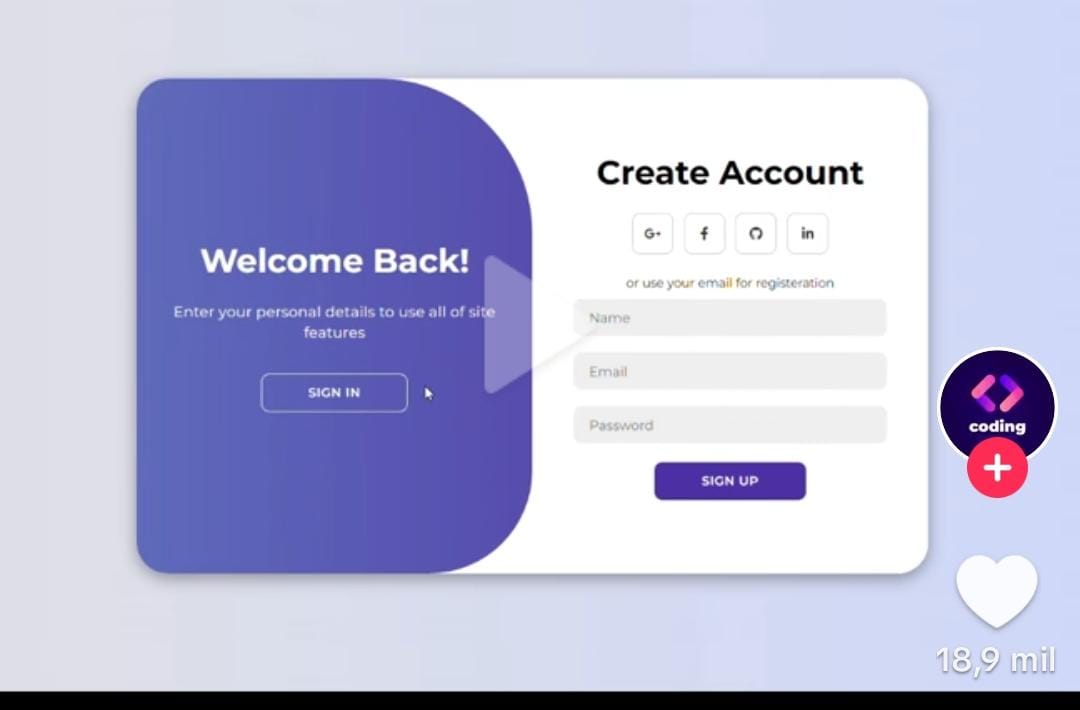 Welcome Back!
Enter your personal details to use all of site
features
SIGN IN
Create Account
G+
f
in
or use your email for registeration
Name
Email
Password
SIGN UP
coding
18,9 mil